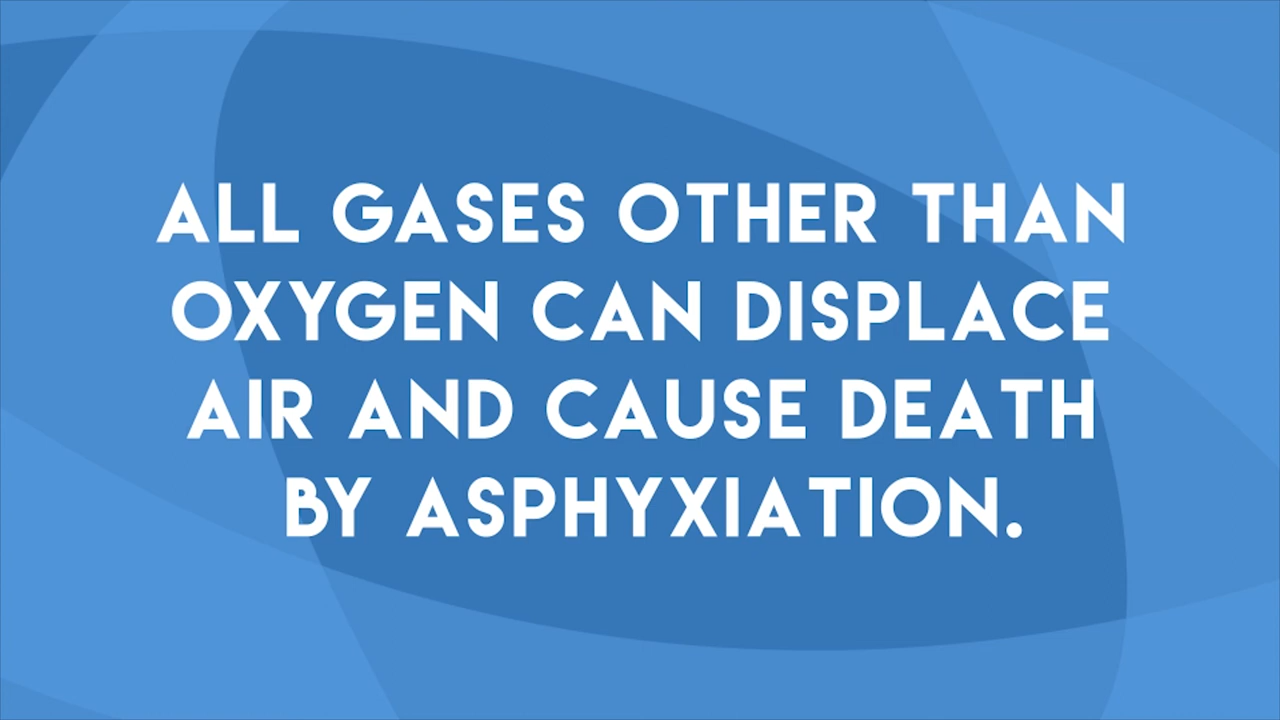 ALL GASES OTHER THAN
OXYGEN CAN DISPLACE
AIR AND CAUSE DEATH
BY ASPHYXIATION.